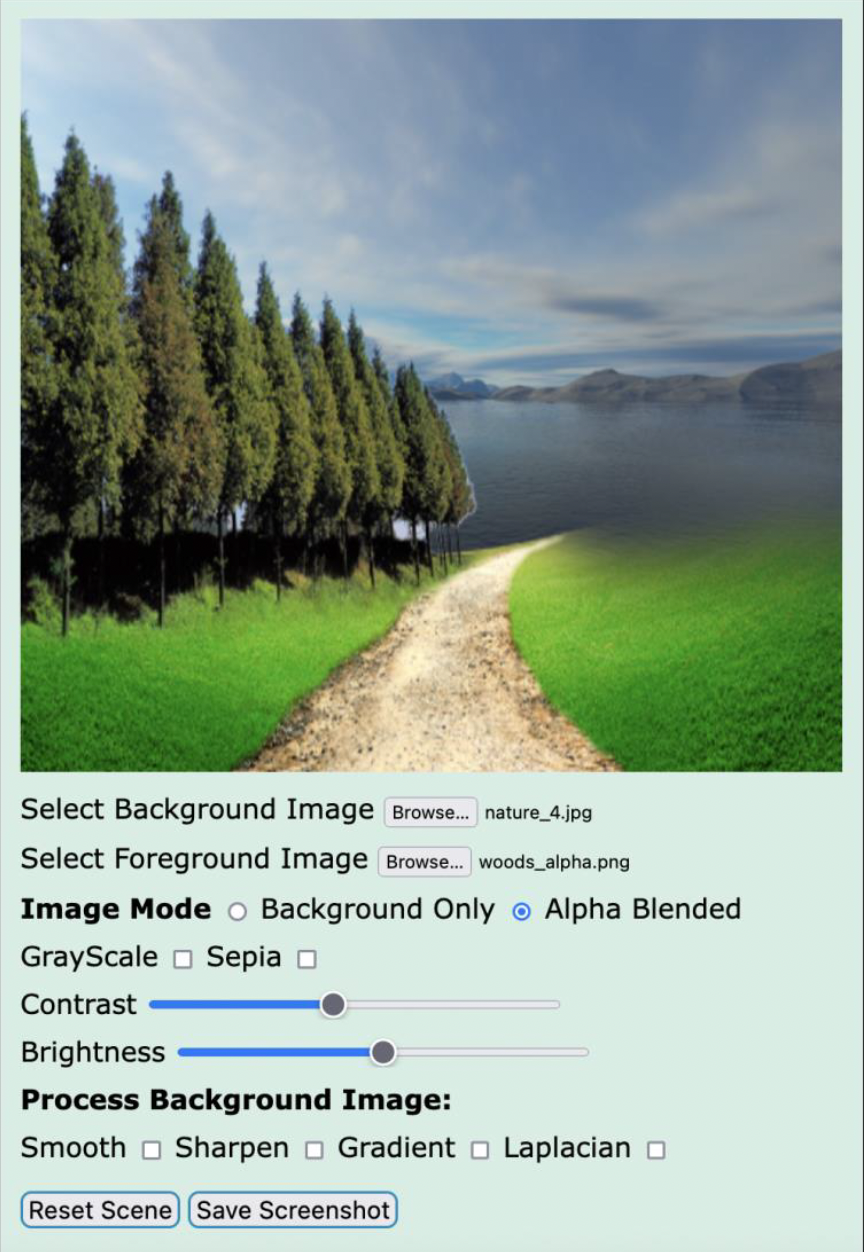 Select Background Image Browse... nature_4.jpg
Select Foreground Image Browse... woods_alpha.png
Image Mode Background Only Alpha Blended
GrayScale Sepia
Contrast
Brightness
Process Background Image:
Smooth Sharpen Gradient Laplacian
Reset Scene Save Screenshot